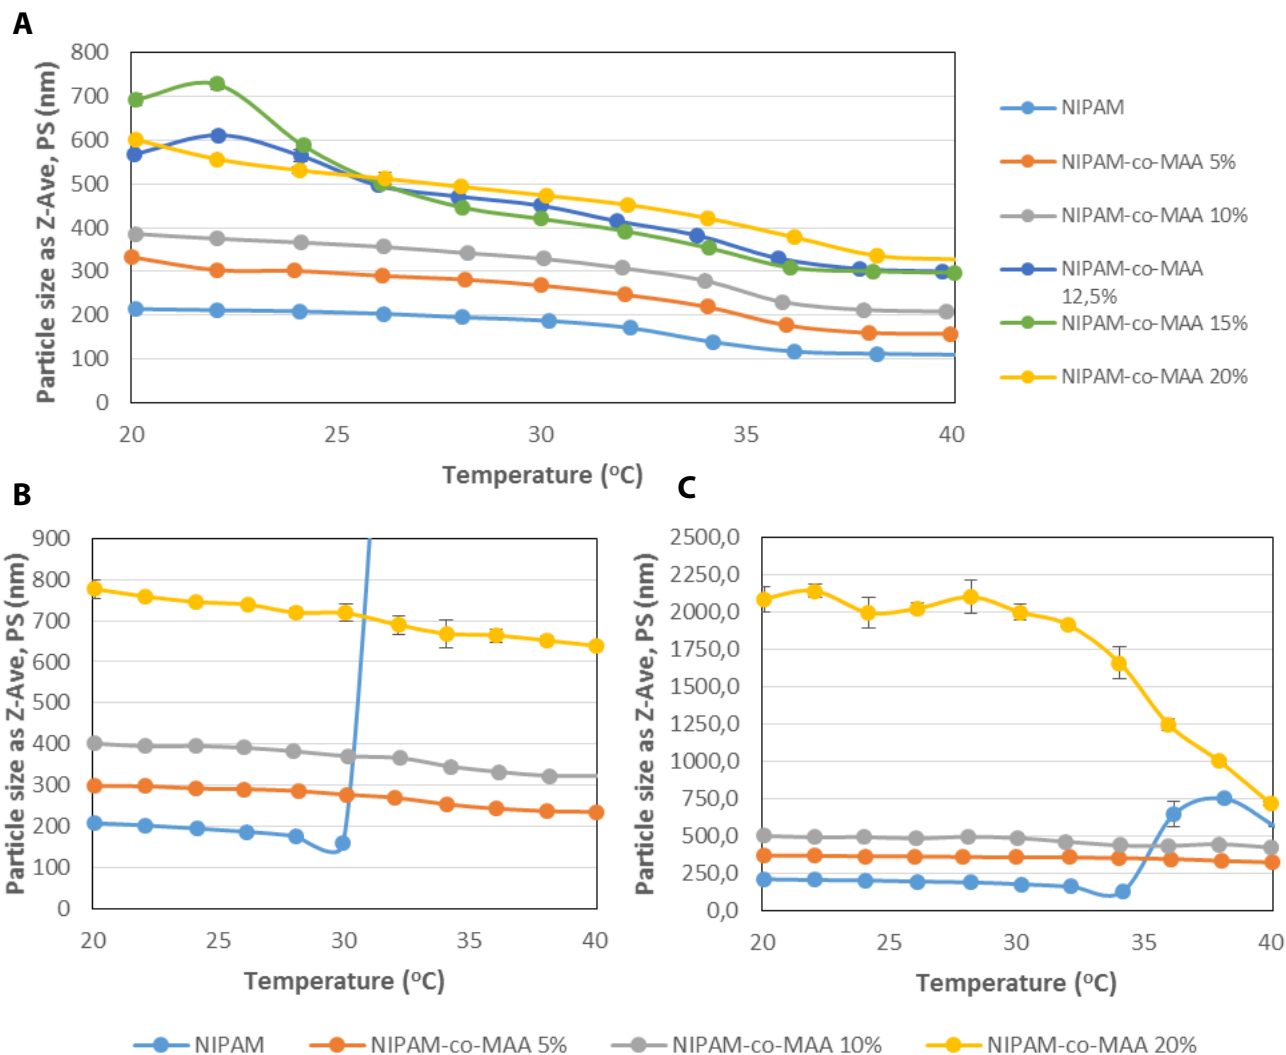 A
Particle size as Z-Ave, PS (nm)
800
700
600
500
400
300
200
100
0
20
25
30
35
40
Temperature (°C)
NIPAM
NIPAM-co-MAA 5%
NIPAM-co-MAA 10%
NIPAM-co-MAA
12,5%
NIPAM-co-MAA 15%
NIPAM-co-MAA 20%
B
Particle size as Z-Ave, PS (nm)
900
800
700
600
500
400
300
200
100
0
20
25
30
35
40
Temperature (°C)
C
Particle size as Z-Ave, PS (nm)
2500,0
2250,0
2000,0
1750,0
1500,0
1250,0
1000,0
750,0
500,0
250,0
0,0
20
25
30
35
40
Temperature (°C)
NIPAM
NIPAM-co-MAA 5%
NIPAM-co-MAA 10%
NIPAM-co-MAA 20%